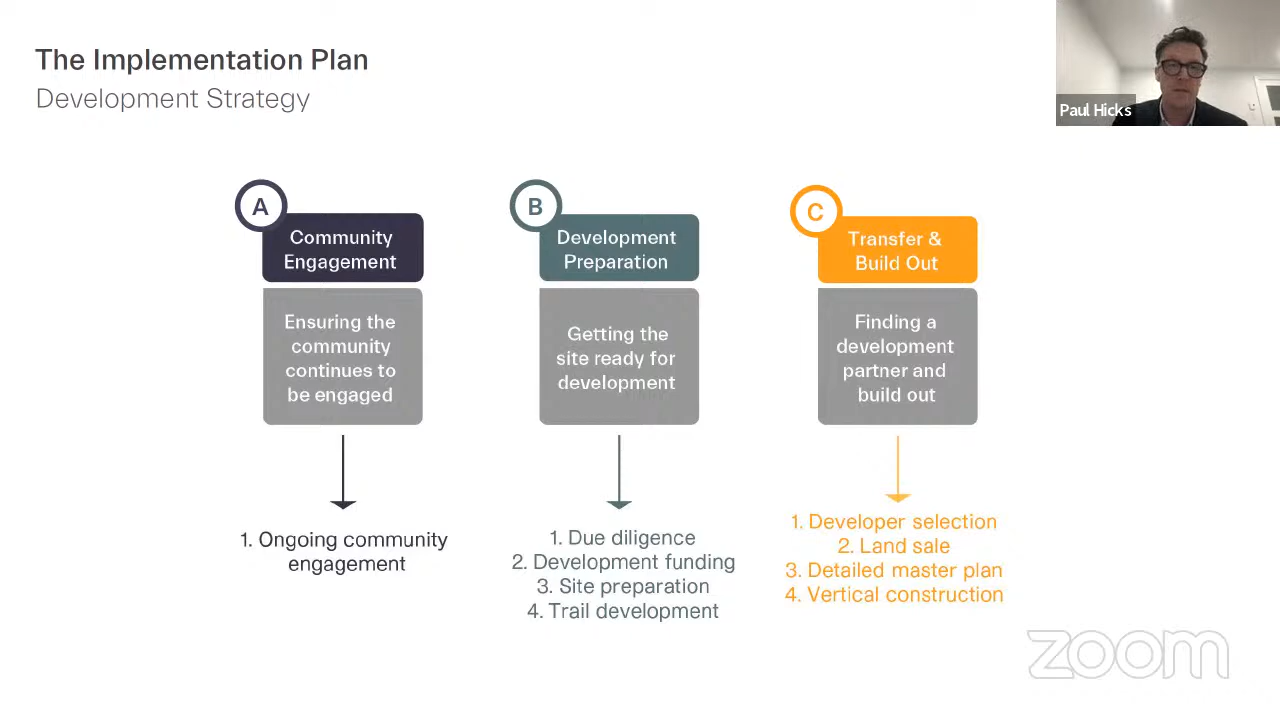 The Implementation Plan
Development Strategy
Paul Hicks
A
Community
Engagement
Ensuring the
community
continues to
be engaged
1. Ongoing community
engagement
B
Development
Preparation
Getting the
site ready for
development
1. Due diligence
2. Development funding
3. Site preparation
4. Trail development
C
Transfer &
Build Out
Finding a
development
partner and
build out
1. Developer selection
2. Land sale
3. Detailed master plan
4. Vertical construction
zoom